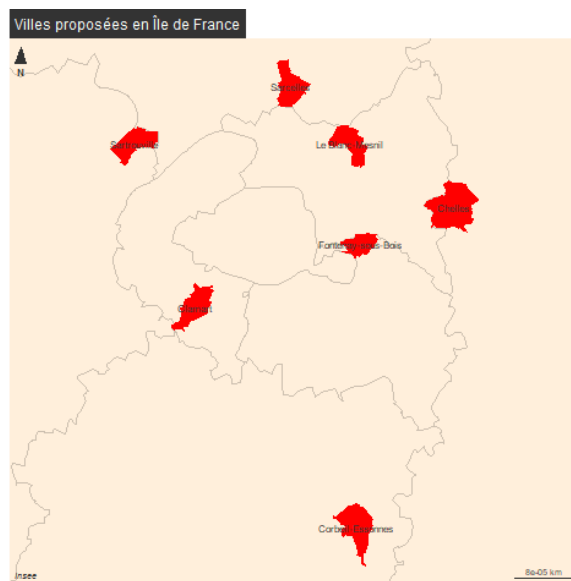 Villes proposées en Île de France
N
Sarcelles
Sartrouville
Le Blanc-Mesnil
Chelles
Fontenay-sous-Bois
Clamart
Corbeil-Essonnes
insee
8e-05 km